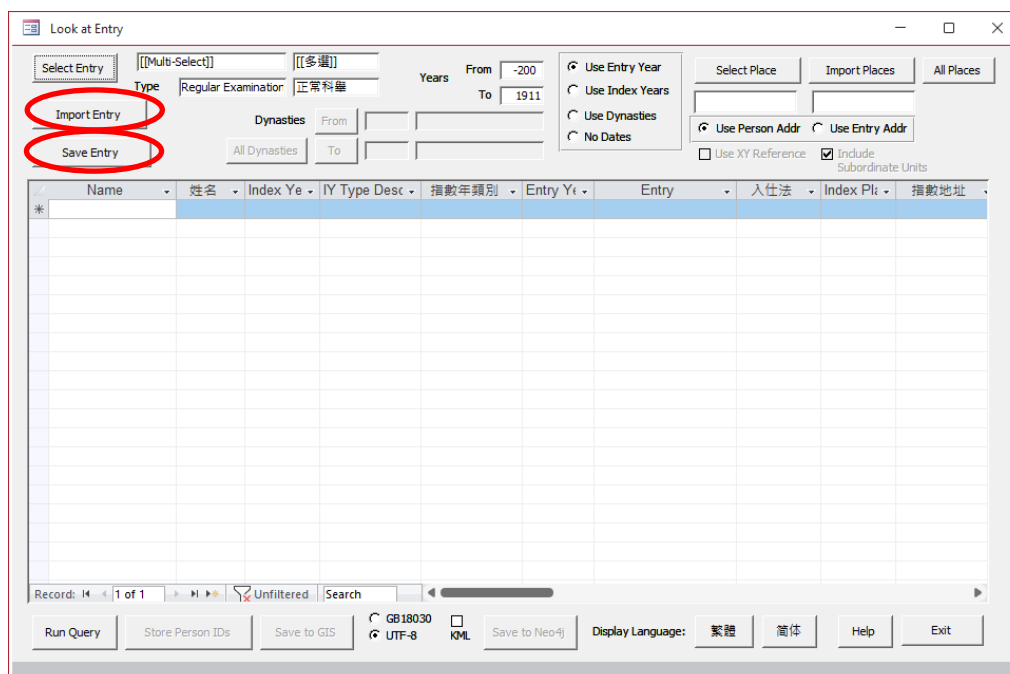 Look at Entry
Select Entry [[Multi-Select]] [[多選]] Years From -200 Use Entry Year Select Place Import Places All Places
Type Regular Examination 正常科舉 To 1911 Use Index Years
Import Entry Dynasties From Use Dynasties
No Dates Use Person Addr Use Entry Addr
Save Entry All Dynasties To Use XY Reference Include
Subordinate Units
Name 姓名 Index Ye IY Type Desc 指數年類別 Entry Ye Entry 入仕法 Index Pla 指數地址
Record: 1 of 1 Unfiltered Search
Run Query Store Person IDs Save to GIS GB18030 UTF-8 KML Save to Neo4j Display Language: 繁體 简体 Help Exit